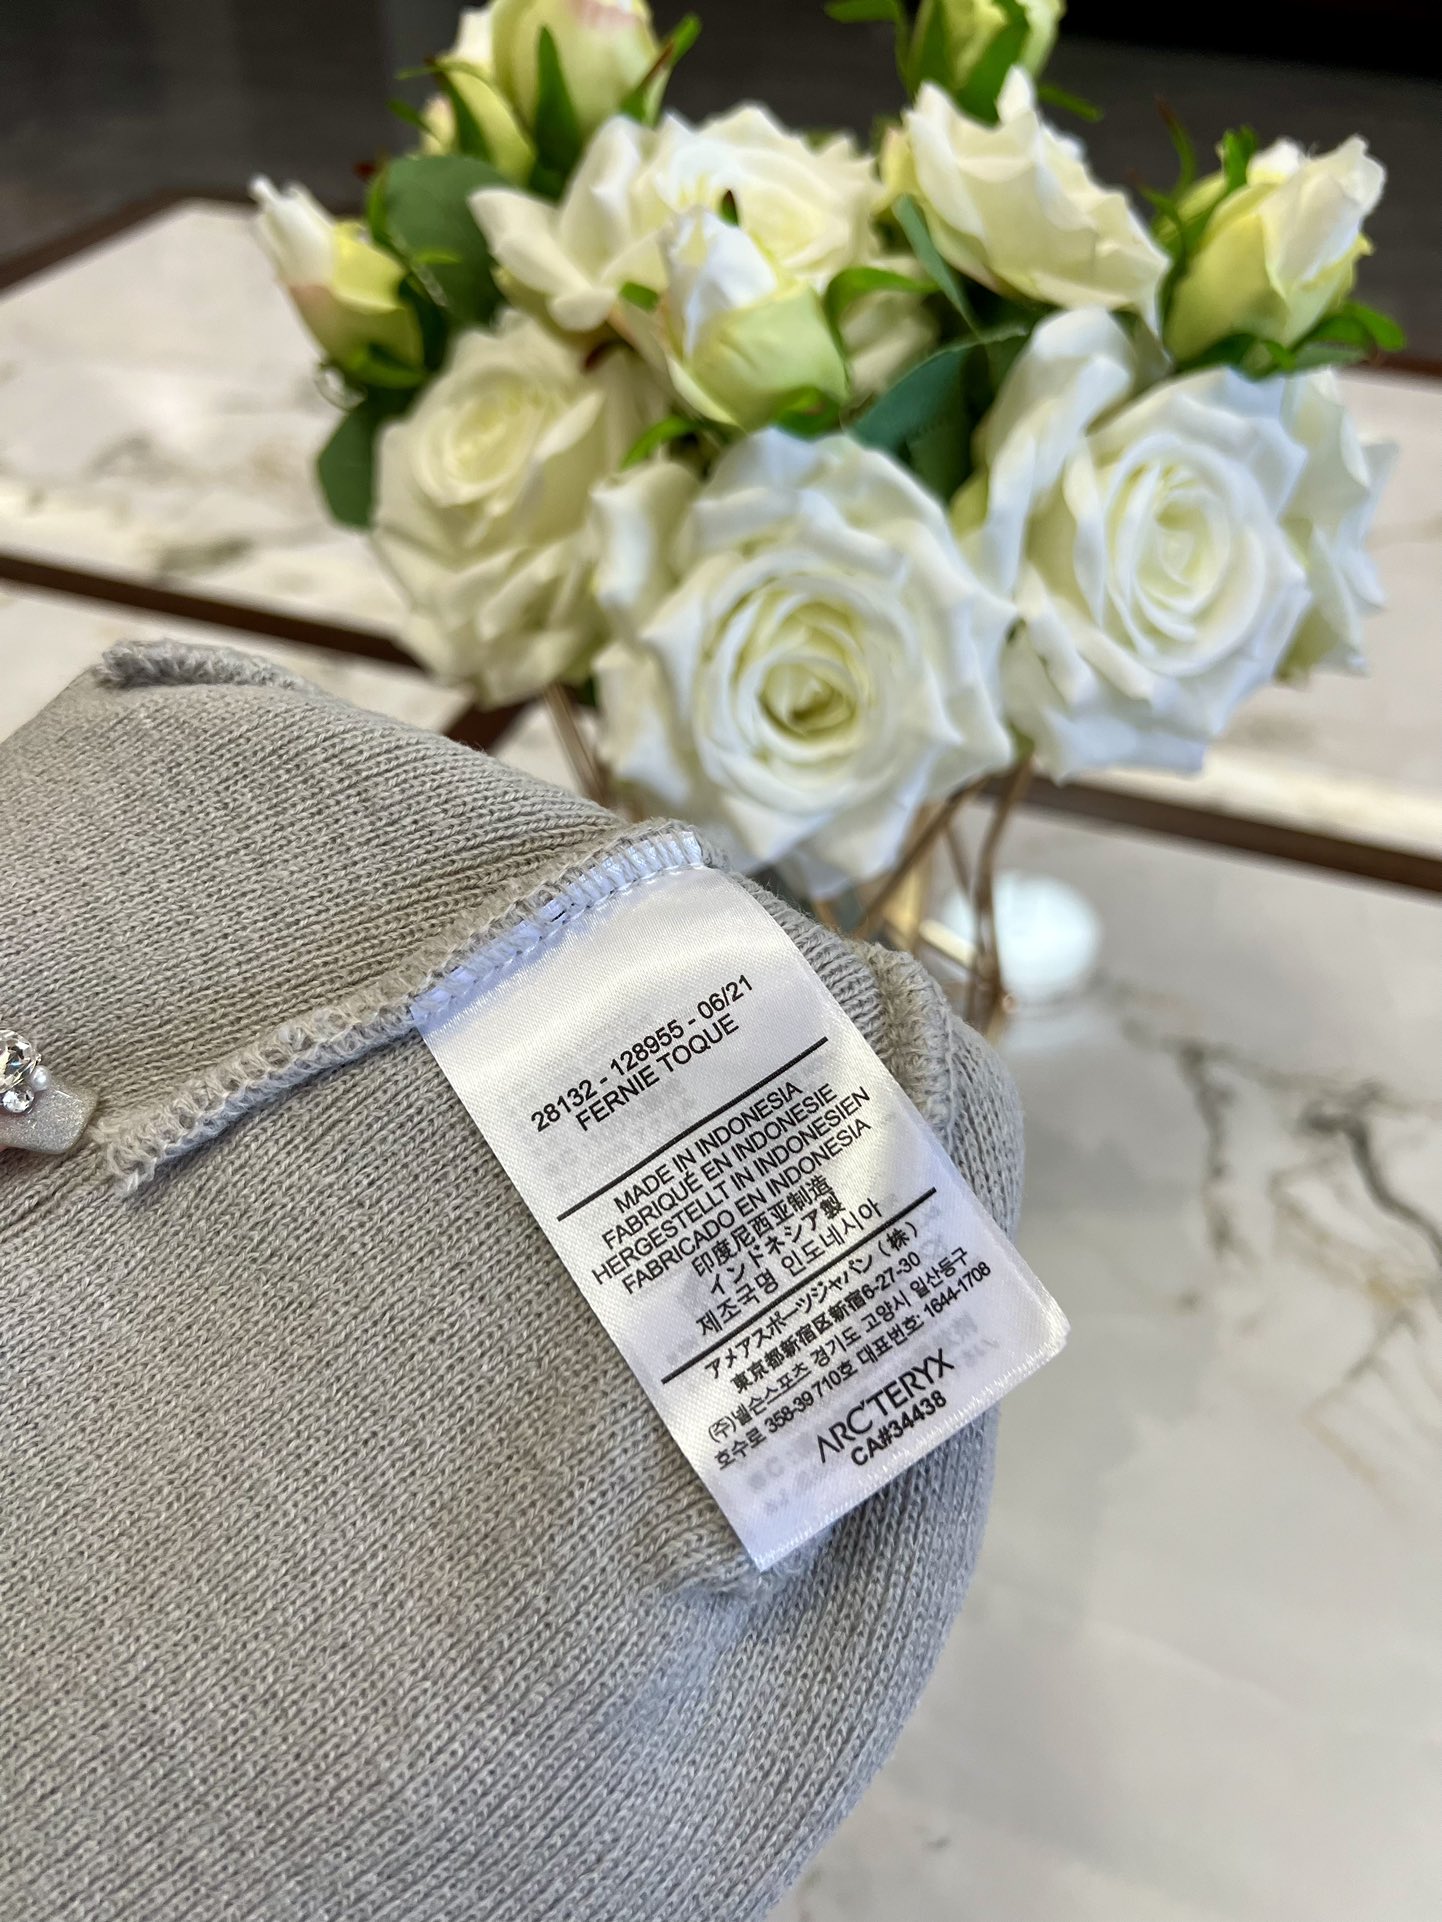 28132 - 128955 - 06/21
FERNIE TOQUE
MADE IN INDONESIA
FABRIQUÉ EN INDONESIE
HERGESTELLT IN INDONESIEN
FABRICADO EN INDONESIA
印度尼西亚制造
インドネシア製
제조국명 인도네시아
アメアスポーツジャパン（株）
東京都新宿区新宿6-27-30
(주)넬슨스포츠 경기도 고양시 일산동구
호수로 358-39 710호 대표번호: 1644-1708
ARC'TERYX
CA#34438